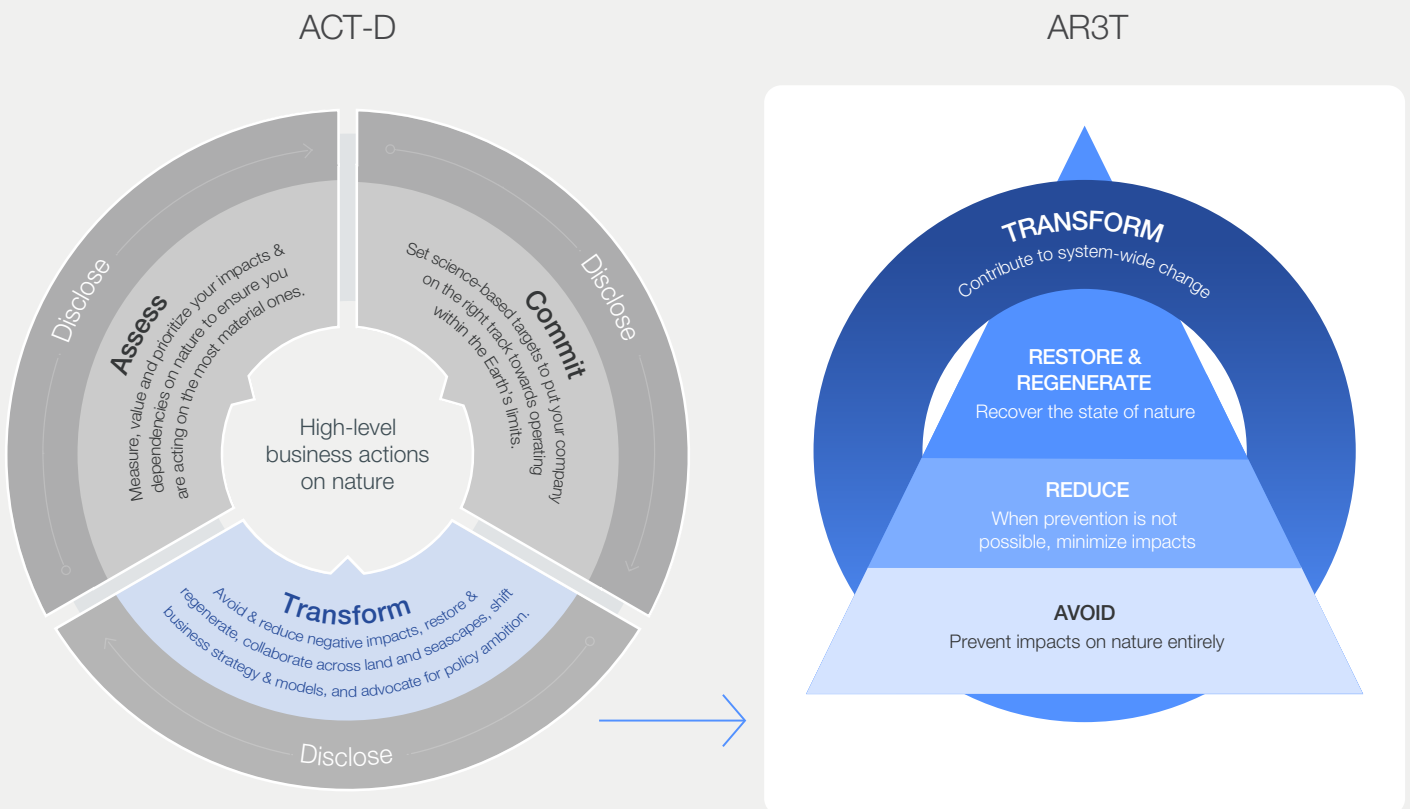 ACT-D
Disclose
Assess
Measure, value and prioritize your impacts &
dependencies on nature to ensure you
are acting on the most material ones.
Disclose
Commit
Set science-based targets to put your company
on the right track towards operating
within the Earth's limits.
High-level
business actions
on nature
Transform
Avoid & reduce negative impacts, restore &
regenerate, collaborate across land and seascapes, shift
business strategy & models, and advocate for policy ambition.
Disclose
AR3T
TRANSFORM
Contribute to system-wide change
RESTORE &
REGENERATE
Recover the state of nature
REDUCE
When prevention is not
possible, minimize impacts
AVOID
Prevent impacts on nature entirely